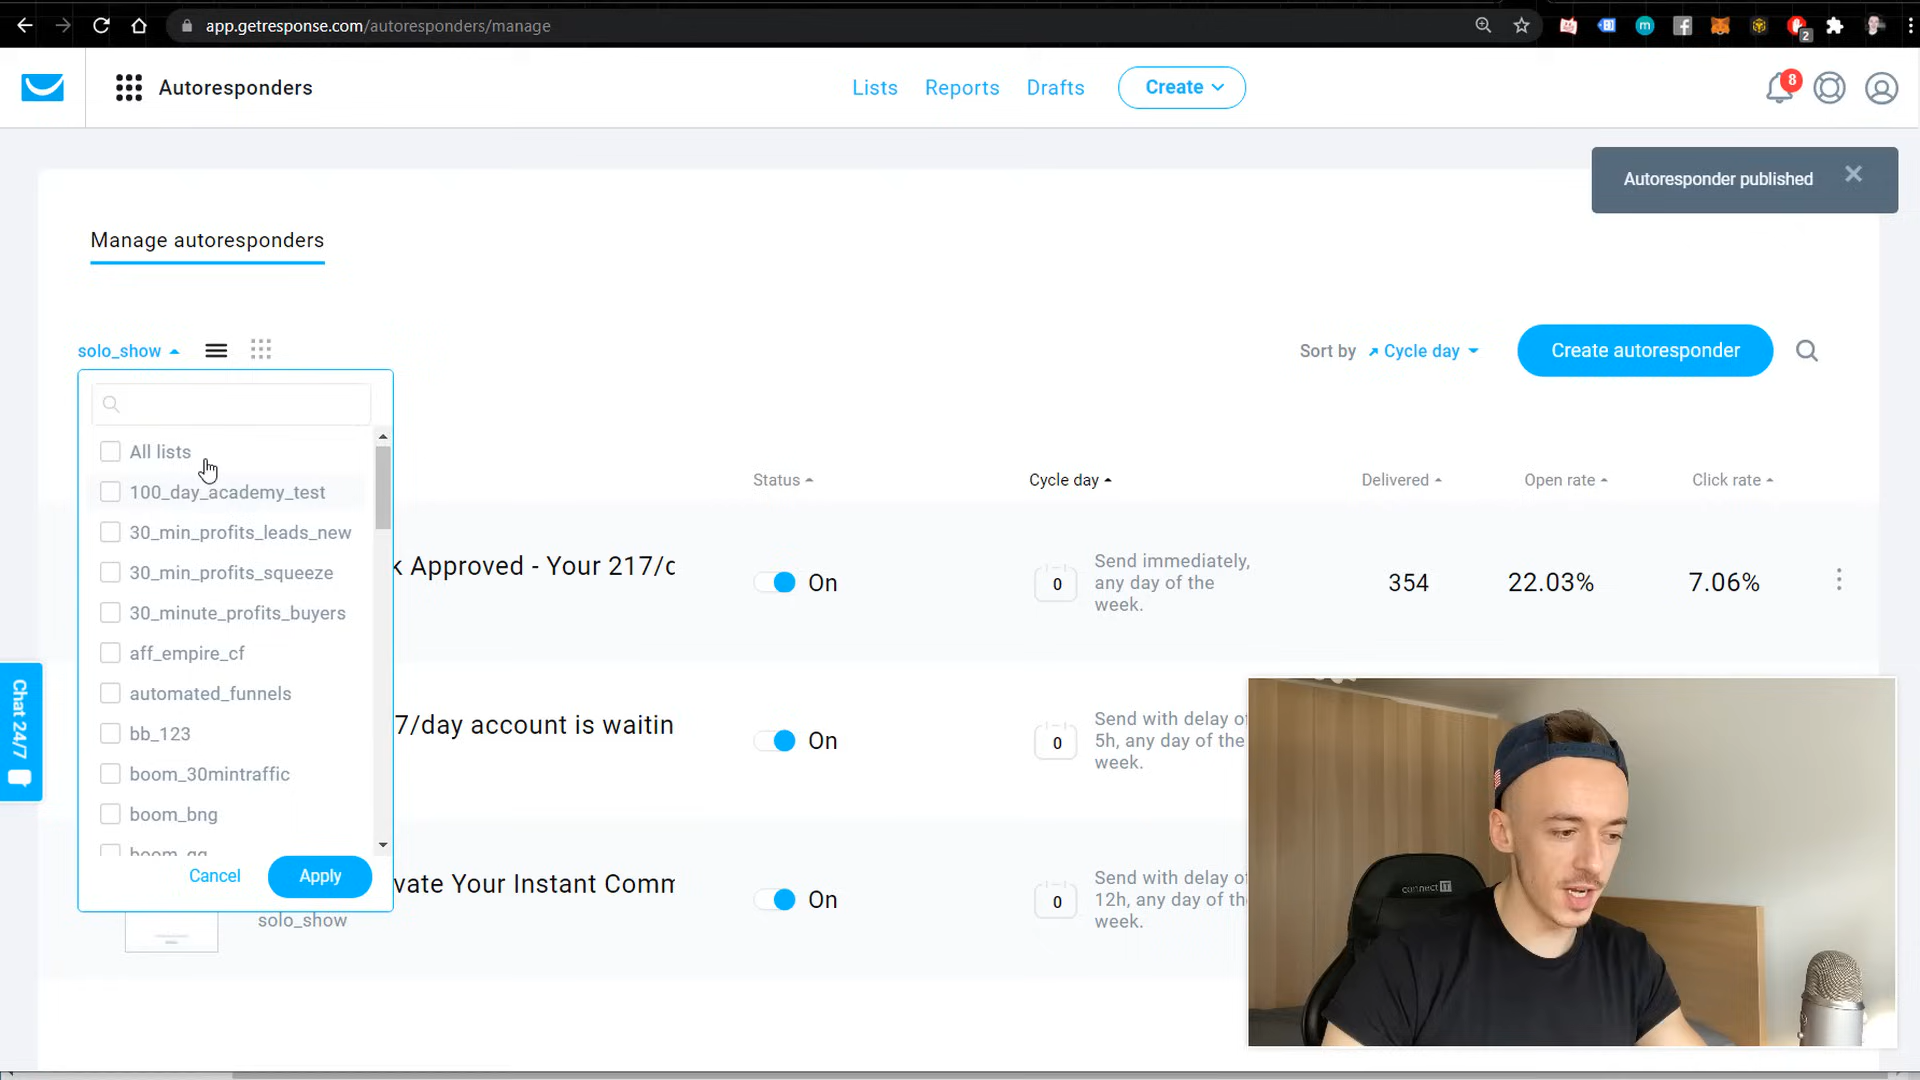 app.getresponse.com/autoresponders/manage
2
Autoresponders
Lists
Reports
Drafts
Create
8
Autoresponder published
Manage autoresponders
solo_show
Sort by
Cycle day
Create autoresponder
All lists
100_day_academy_test
30_min_profits_leads_new
30_min_profits_squeeze
30_minute_profits_buyers
aff_empire_cf
automated_funnels
bb_123
boom_30mintraffic
boom_bng
Cancel
Apply
Status
Cycle day
Delivered
Open rate
Click rate
Approved - Your 217/
On
0
Send immediately,
any day of the
week.
354
22.03%
7.06%
7/day account is waitin
On
0
Send with delay of
5h, any day of the
week.
vate Your Instant Comm
solo_show
On
0
Send with delay of
12h, any day of the
week.
Chat 24/7
connect IT